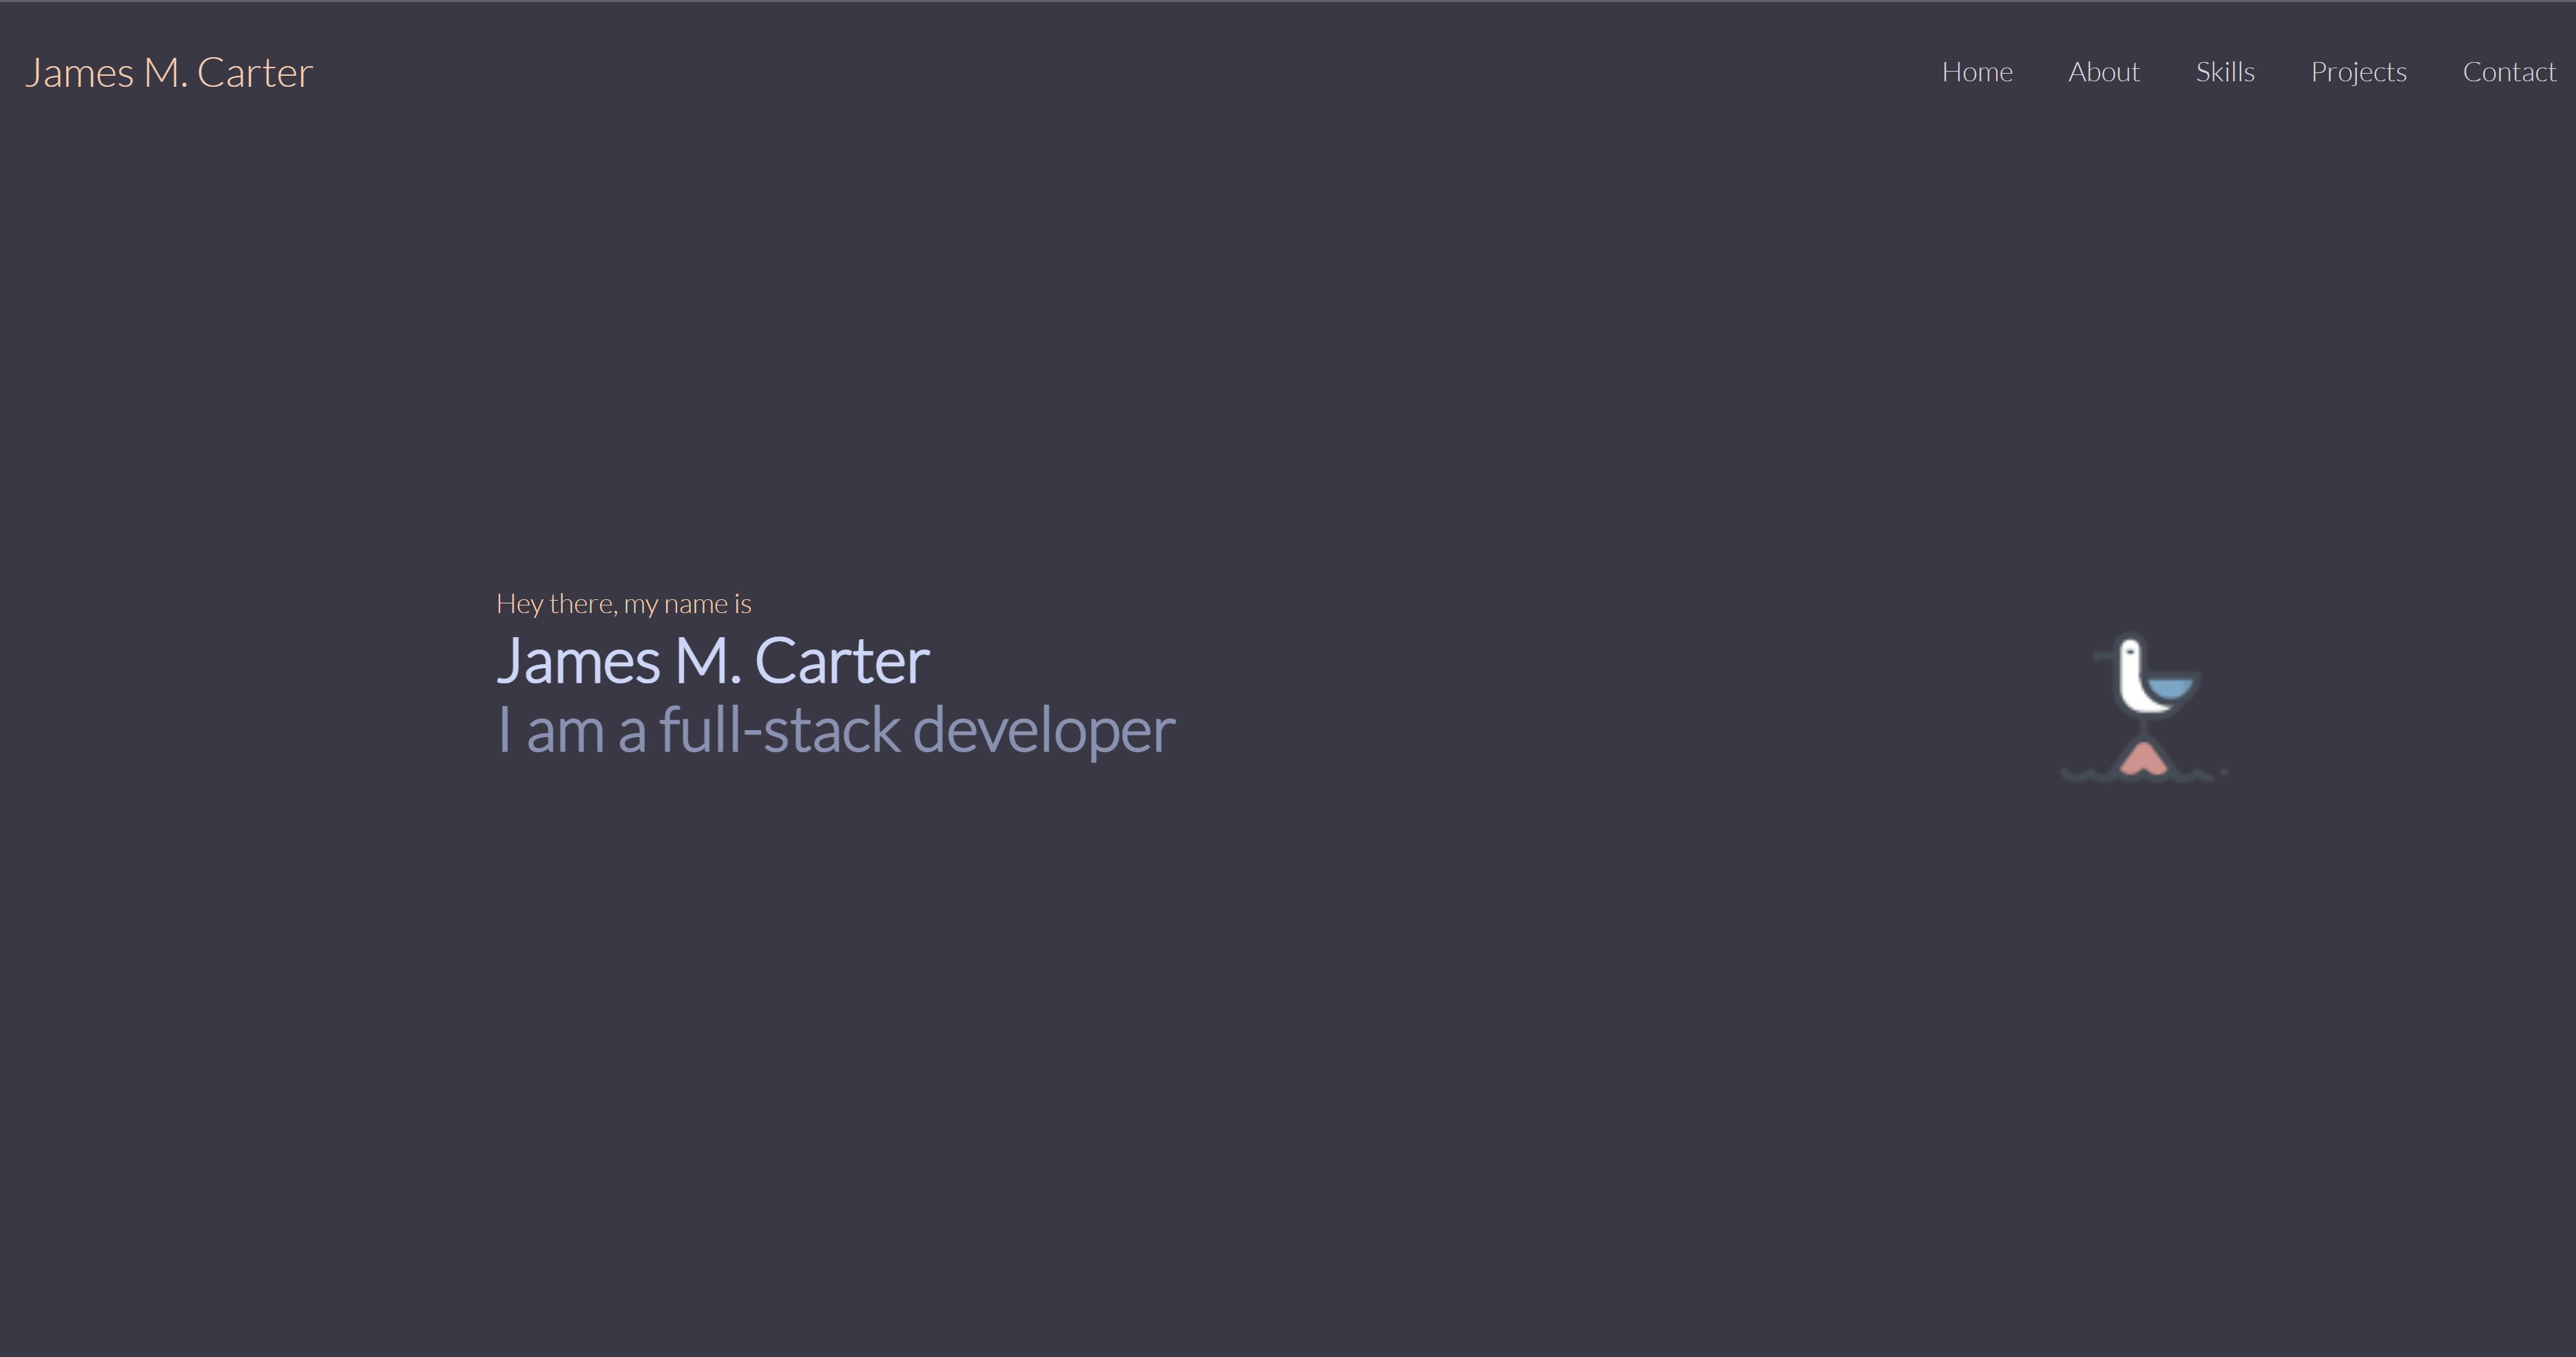 James M. Carter
Home About Skills Projects Contact
Hey there, my name is
James M. Carter
I am a full-stack developer